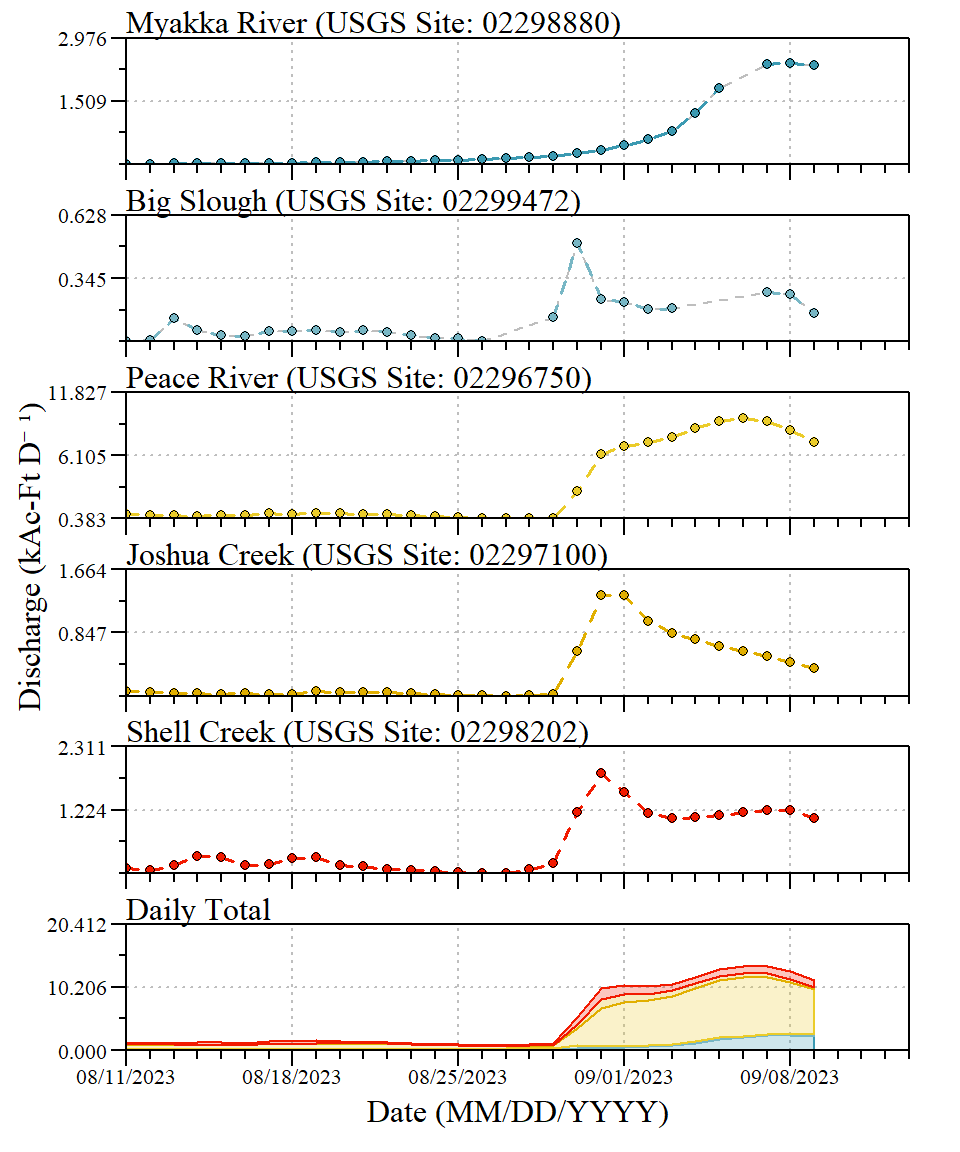 Myakka River (USGS Site: 02298880)
2.976
1.509
Big Slough (USGS Site: 02299472)
0.628
0.345
Peace River (USGS Site: 02296750)
11.827
6.105
0.383
Joshua Creek (USGS Site: 02297100)
1.664
0.847
Shell Creek (USGS Site: 02298202)
2.311
1.224
Daily Total
20.412
10.206
0.000
Discharge (kAc-Ft D⁻¹)
08/11/2023 08/18/2023 08/25/2023 09/01/2023 09/08/2023
Date (MM/DD/YYYY)